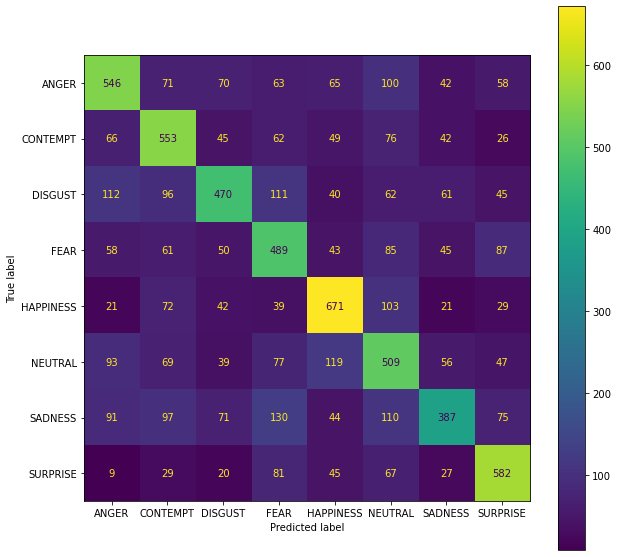 ANGER 546 71 70 63 65 100 42 58
CONTEMPT 66 553 45 62 49 76 42 26
DISGUST 112 96 470 111 40 62 61 45
FEAR 58 61 50 489 43 85 45 87
HAPPINESS 21 72 42 39 671 103 21 29
NEUTRAL 93 69 39 77 119 509 56 47
SADNESS 91 97 71 130 44 110 387 75
SURPRISE 9 29 20 81 45 67 27 582
ANGER CONTEMPT DISGUST FEAR HAPPINESS NEUTRAL SADNESS SURPRISE
Predicted label
True label
600
500
400
300
200
100